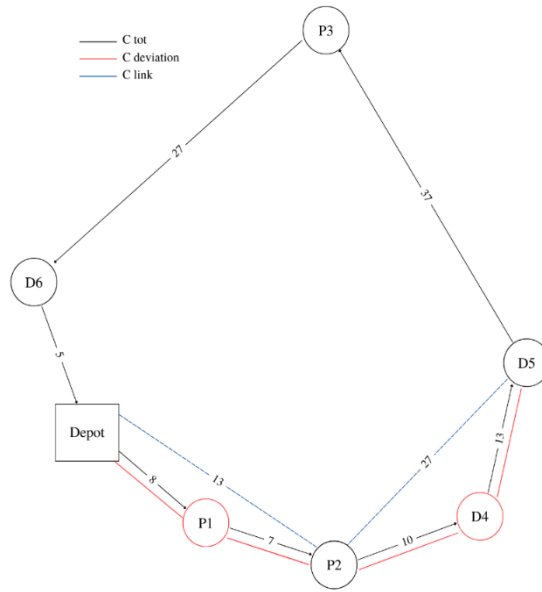 P3
C tot
C deviation
C link
27
37
D6
5
D5
Depot
13
27
13
8
P1
7
D4
10
P2